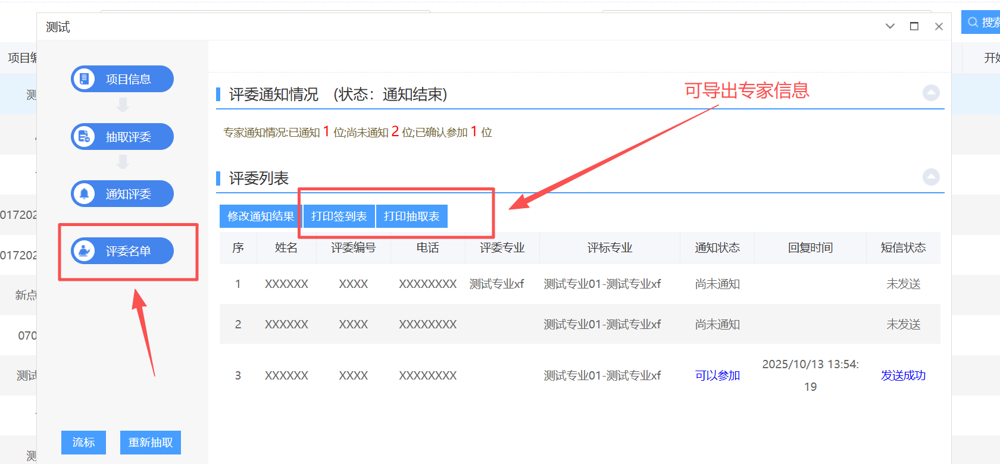 测试
搜索
项目编
开始
项目信息
抽取评委
通知评委
评委名单
流标
重新抽取
可导出专家信息
评委通知情况 (状态：通知结束)
专家通知情况:已通知 1 位;尚未通知 2 位;已确认参加 1 位
评委列表
修改通知结果 打印签到表 打印抽取表
序 姓名 评委编号 电话 评委专业 评标专业 通知状态 回复时间 短信状态
1 XXXXXX XXXX XXXXXXXX 测试专业xf 测试专业01-测试专业xf 尚未通知 未发送
2 XXXXXX XXXX XXXXXXXX 测试专业01-测试专业xf 尚未通知 未发送
3 XXXXXX XXXX XXXXXXXX 测试专业01-测试专业xf 可以参加 2025/10/13 13:54:19 发送成功
测
017202
017202
新点
070
测试
测